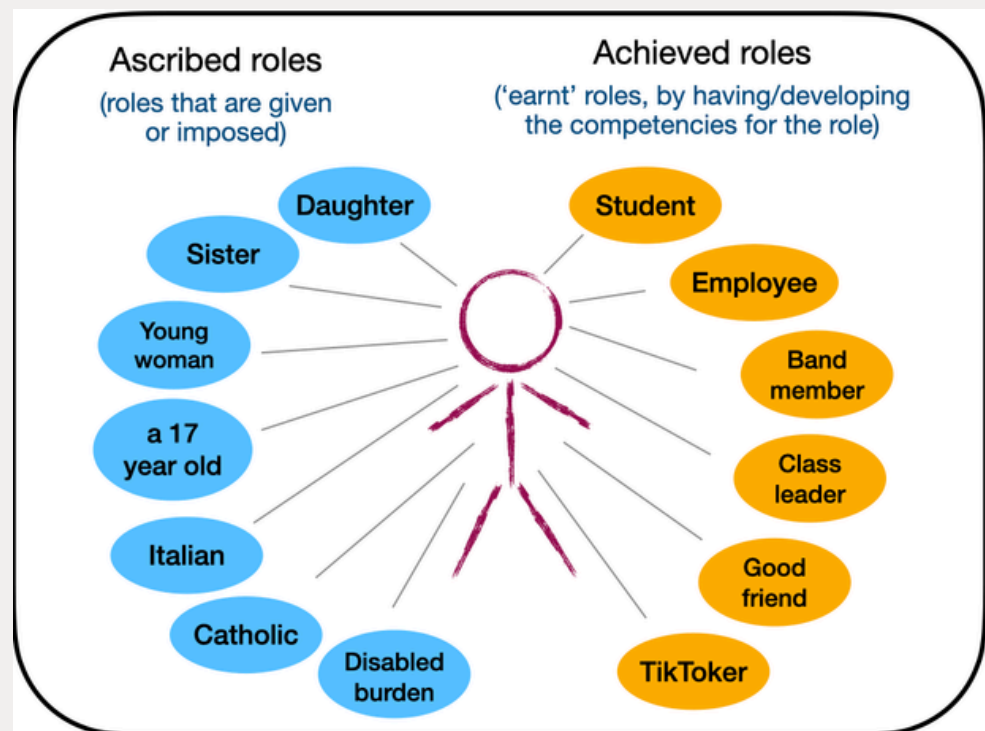 Ascribed roles
(roles that are given
or imposed)
Achieved roles
(‘earnt’ roles, by having/developing
the competencies for the role)
Daughter
Sister
Young
woman
a 17
year old
Italian
Catholic
Disabled
burden
Student
Employee
Band
member
Class
leader
Good
friend
TikToker